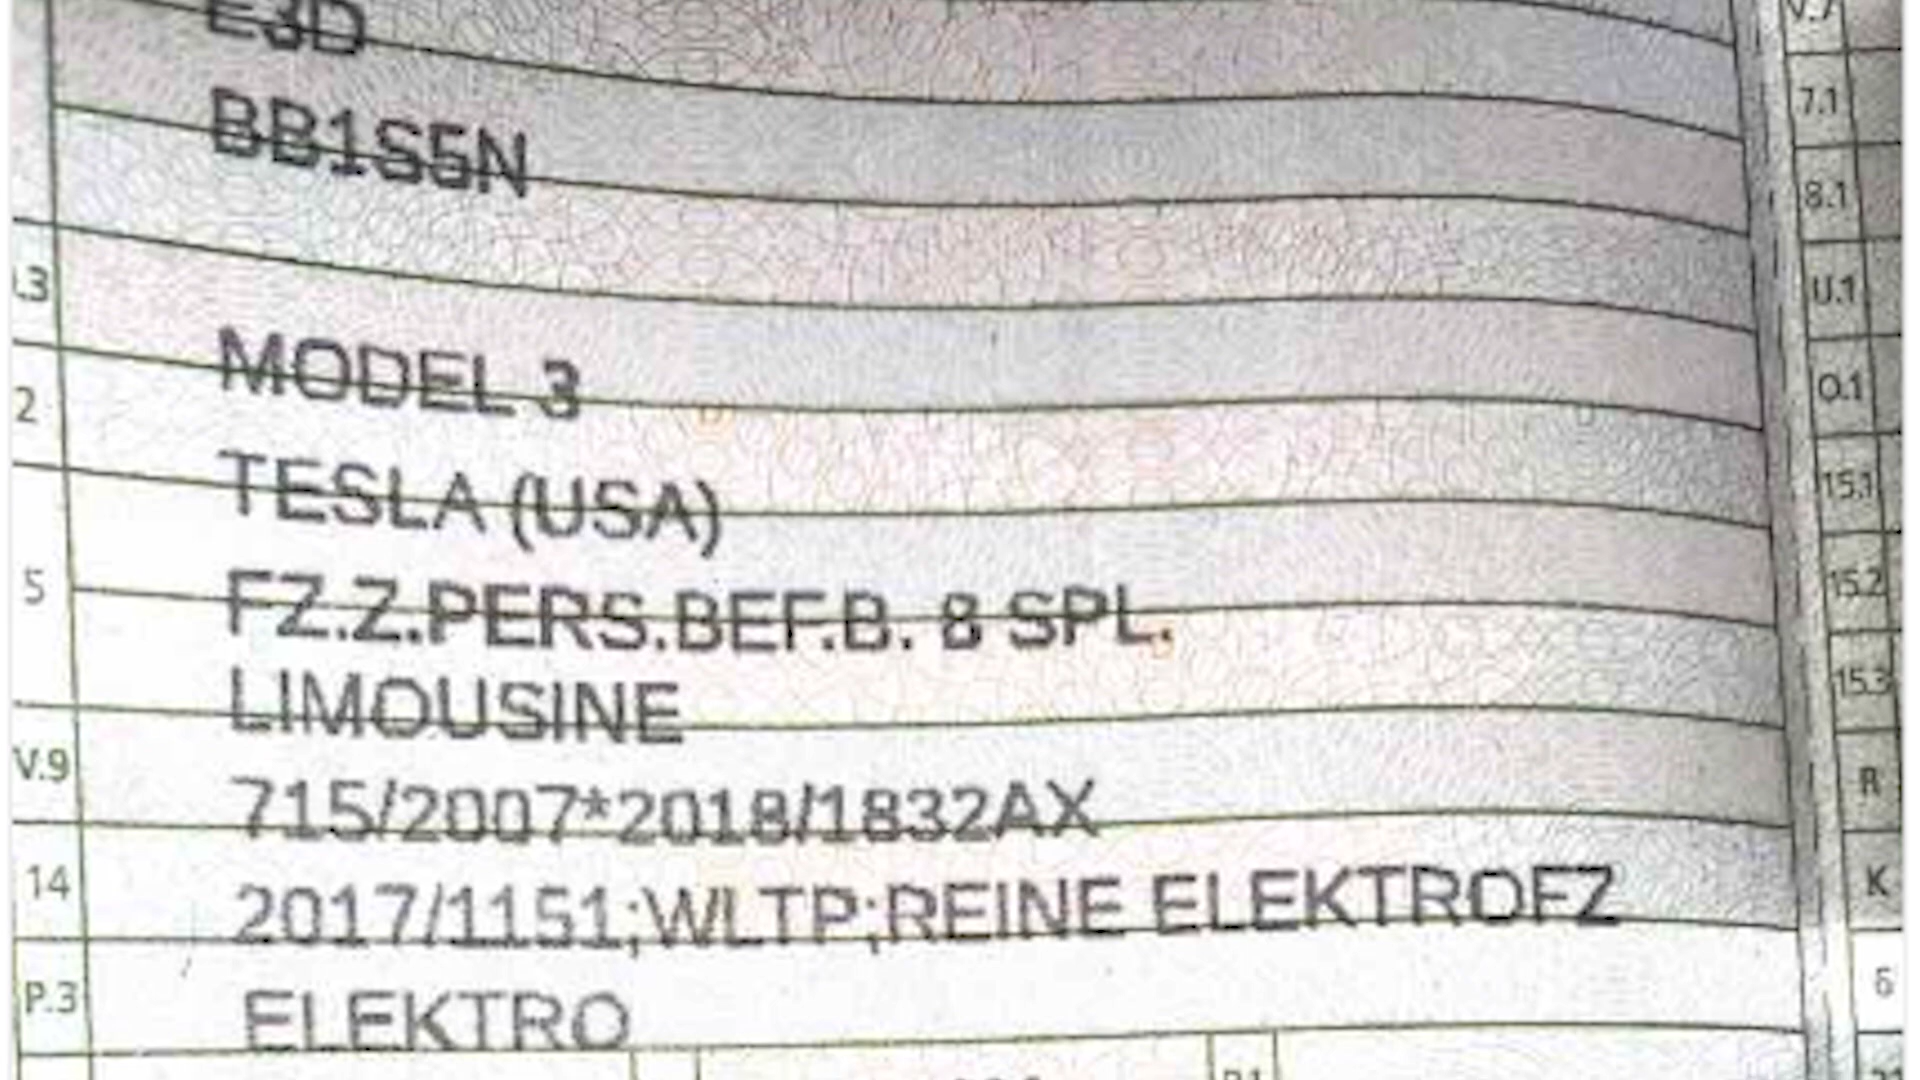 E3D
BB1S5N
.3
MODEL 3
2
TESLA (USA)
5
FZ.Z.PERS.BEF.B. 8 SPL.
LIMOUSINE
V.9
715/2007*2018/1832AX
14
2017/1151;WLTP;REINE ELEKTROFZ
P.3
ELEKTRO
V.7
7.1
8.1
U.1
O.1
15.1
15.2
15.3
R
K
6